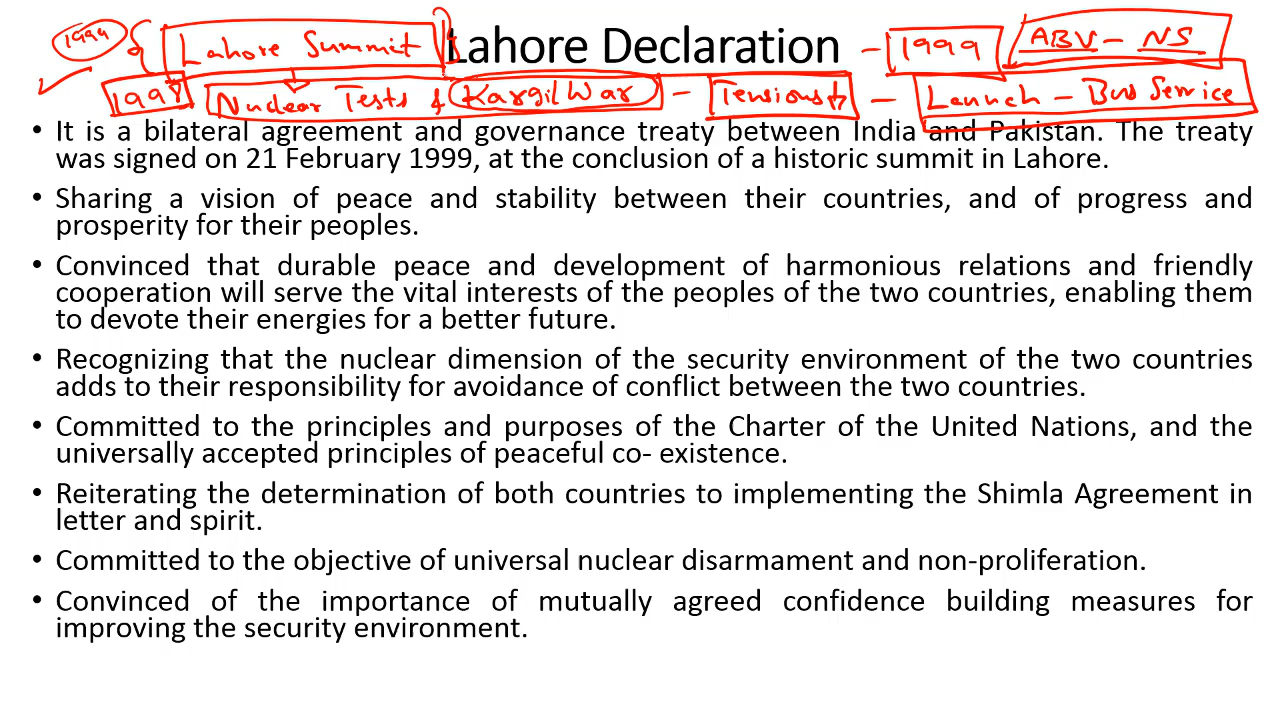 1999 Lahore Summit Lahore Declaration – 1999 ABV – NS
1998 Nuclear Tests & Kargil War – Tensions – Launch – Bus Service
• It is a bilateral agreement and governance treaty between India and Pakistan. The treaty
was signed on 21 February 1999, at the conclusion of a historic summit in Lahore.
• Sharing a vision of peace and stability between their countries, and of progress and
prosperity for their peoples.
• Convinced that durable peace and development of harmonious relations and friendly
cooperation will serve the vital interests of the peoples of the two countries, enabling them
to devote their energies for a better future.
• Recognizing that the nuclear dimension of the security environment of the two countries
adds to their responsibility for avoidance of conflict between the two countries.
• Committed to the principles and purposes of the Charter of the United Nations, and the
universally accepted principles of peaceful co- existence.
• Reiterating the determination of both countries to implementing the Shimla Agreement in
letter and spirit.
• Committed to the objective of universal nuclear disarmament and non-proliferation.
• Convinced of the importance of mutually agreed confidence building measures for
improving the security environment.